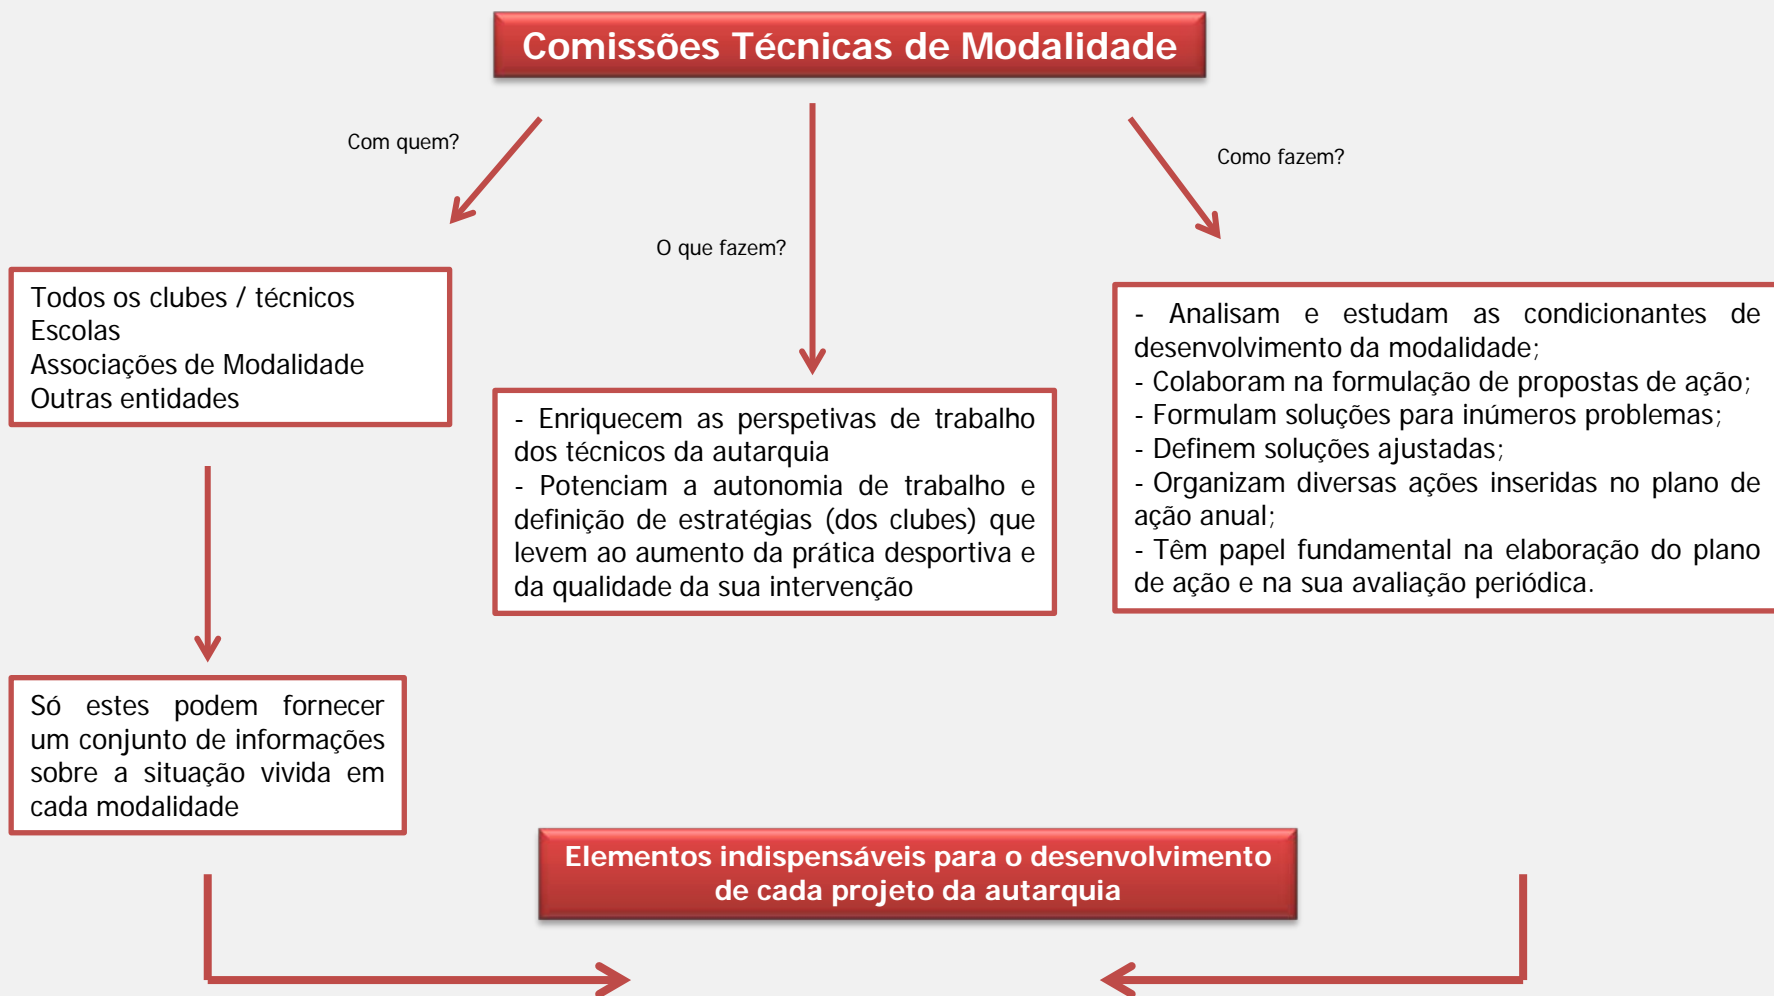 Comissões Técnicas de Modalidade
Com quem?
Como fazem?
O que fazem?
Todos os clubes / técnicos
Escolas
Associações de Modalidade
Outras entidades
- Enriquecem as perspetivas de trabalho
dos técnicos da autarquia
- Potenciam a autonomia de trabalho e
definição de estratégias (dos clubes) que
levem ao aumento da prática desportiva e
da qualidade da sua intervenção
- Analisam e estudam as condicionantes de
desenvolvimento da modalidade;
- Colaboram na formulação de propostas de ação;
- Formulam soluções para inúmeros problemas;
- Definem soluções ajustadas;
- Organizam diversas ações inseridas no plano de
ação anual;
- Têm papel fundamental na elaboração do plano
de ação e na sua avaliação periódica.
Só estes podem fornecer
um conjunto de informações
sobre a situação vivida em
cada modalidade
Elementos indispensáveis para o desenvolvimento
de cada projeto da autarquia